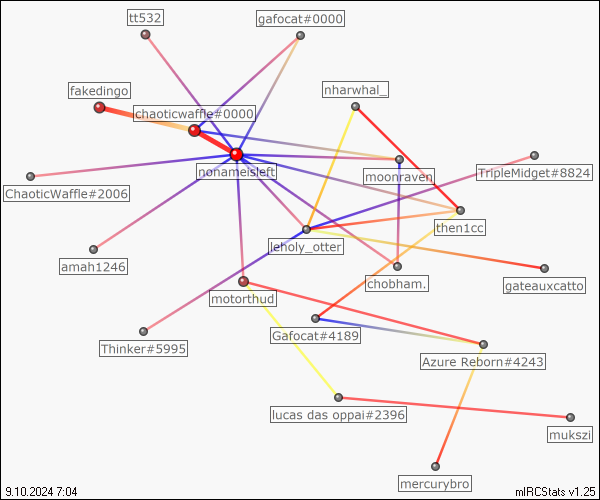 tt532
gafocat#0000
fakedingo
nharwhal_
chaoticwaffle#0000
nonameisleft
moonraven
TripleMidget#8824
ChaoticWaffle#2006
then1cc
leholy_otter
amah1246
chobham.
gateauxcatto
motorthud
Gafocat#4189
Thinker#5995
Azure Reborn#4243
lucas das oppai#2396
mukszi
mercurybro
9.10.2024 7:04
mIRCStats v1.25